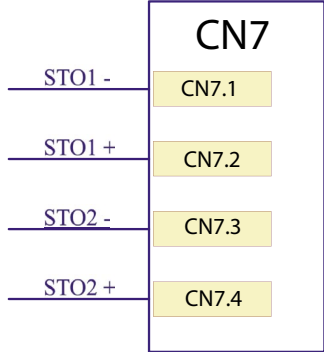 CN7
STO1 - CN7.1
STO1 + CN7.2
STO2 - CN7.3
STO2 + CN7.4